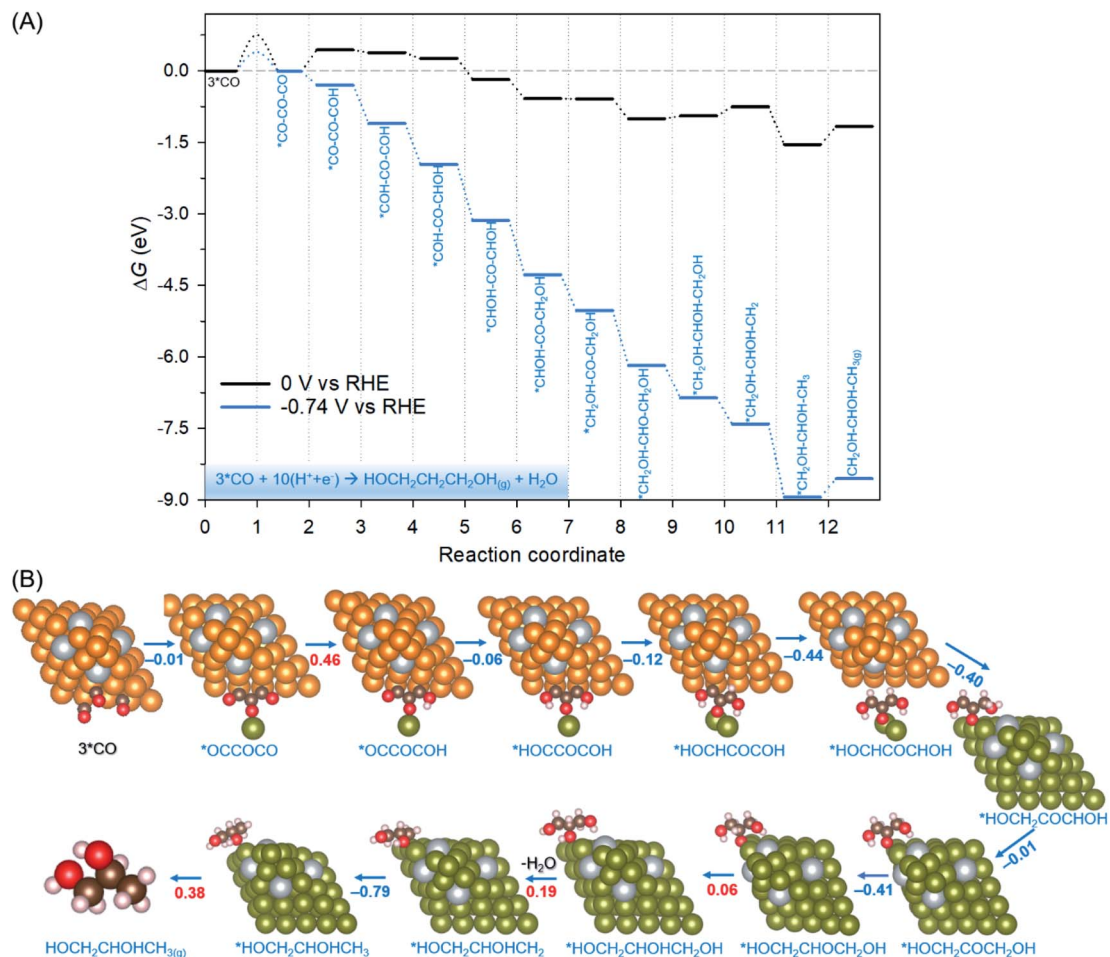 (A)
0.0
-1.5
-3.0
-4.5
-6.0
-7.5
-9.0
ΔG (eV)
3*CO
*CO-CO-CO
*CO-CO-COH
*COH-CO-COH
*COH-CO-CHOH
*CHOH-CO-CHOH
*CHOH-CO-CH₂OH
*CH₂OH-CO-CH₂OH
*CH₂OH-CHO-CH₂OH
*CH₂OH-CHOH-CH₂OH
*CH₂OH-CHOH-CH₂
*CH₂OH-CHOH-CH₃
CH₂OH-CHOH-CH₃₍g₎
0 V vs RHE
-0.74 V vs RHE
3*CO + 10(H⁺+e⁻) → HOCH₂CH₂CH₂OH₍g₎ + H₂O
0 1 2 3 4 5 6 7 8 9 10 11 12
Reaction coordinate
(B)
−0.01 0.46 −0.06 −0.12 −0.44 −0.40
3*CO *OCCOCO *OCCOCOH *HOCCOCOH *HOCHCOCOH *HOCHCOCHOH
*HOCH₂COCHOH
−0.01
-H₂O
0.38 −0.79 0.19 0.06 −0.41
HOCH₂CHOHCH₃₍g₎ *HOCH₂CHOHCH₃ *HOCH₂CHOHCH₂ *HOCH₂CHOHCH₂OH *HOCH₂CHOCH₂OH *HOCH₂COCH₂OH